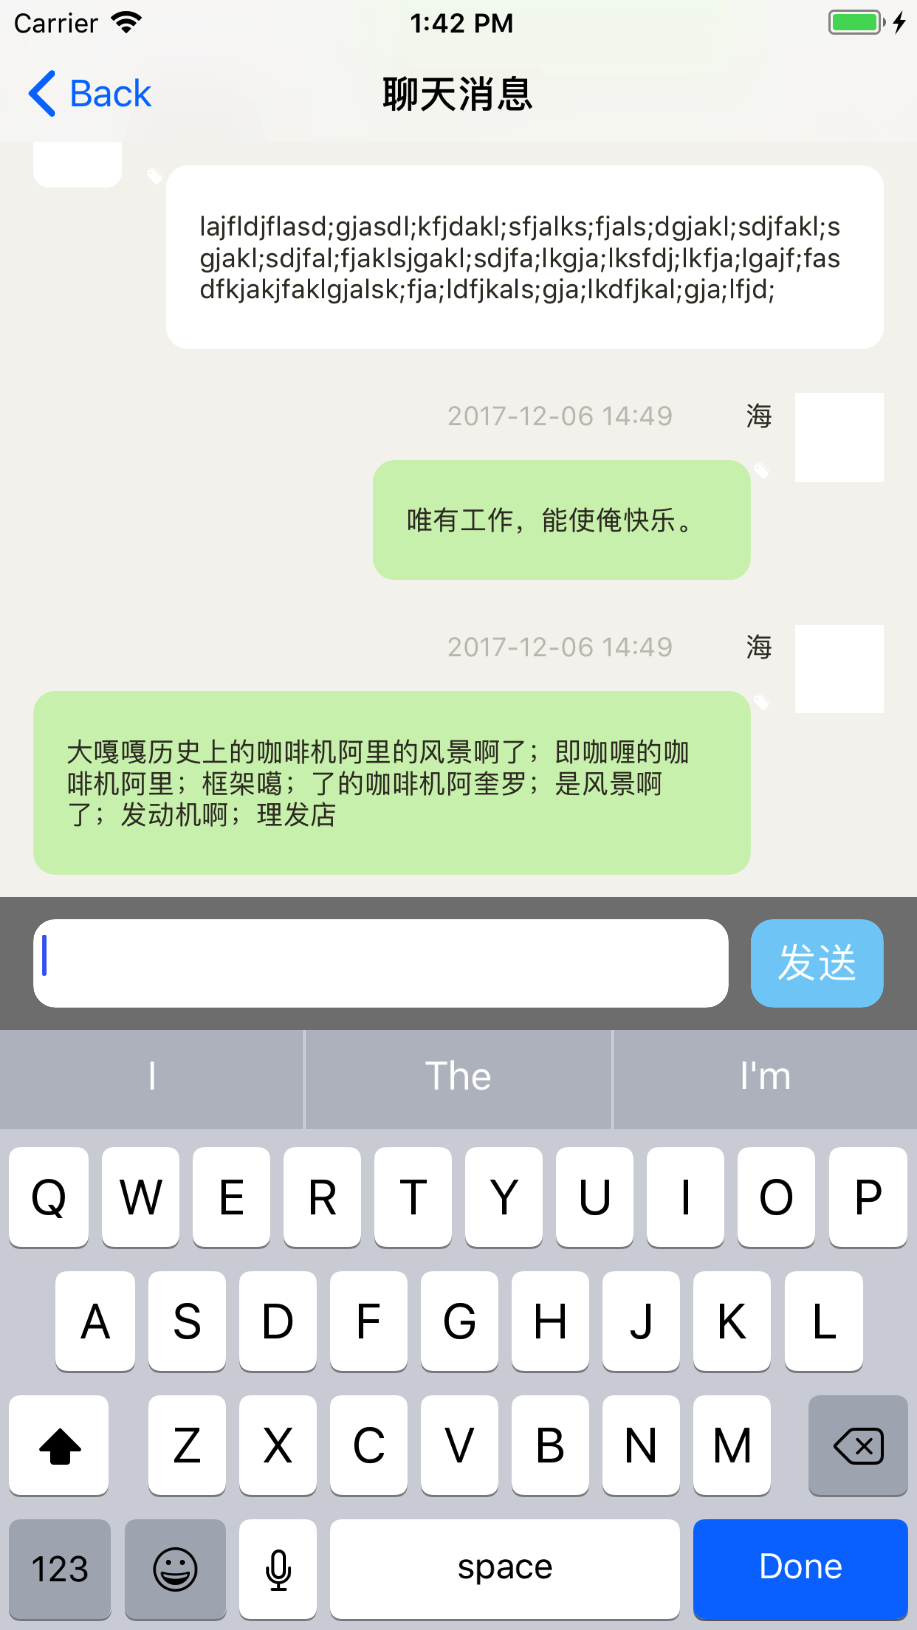 Carrier 1:42 PM
Back 聊天消息
lajfldjflasd;gjasdl;kfjdakl;sfjalks;fjals;dgjakl;sdjfakl;s
gjakl;sdjfal;fjaklsjgakl;sdjfa;lkgja;lksfdj;lkfja;lgajf;fas
dfkjakjfaklgjalsk;fja;ldfjkals;gja;lkdfjkal;gja;lfjd;
2017-12-06 14:49 海
唯有工作，能使俺快乐。
2017-12-06 14:49 海
大嘎嘎历史上的咖啡机阿里的风景啊了；即咖喱的咖
啡机阿里；框架噶；了的咖啡机阿奎罗；是风景啊
了；发动机啊；理发店
发送
I The I'm
Q W E R T Y U I O P
A S D F G H J K L
Z X C V B N M
123 space Done